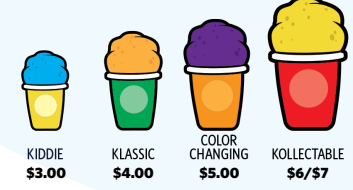 KIDDIE
$3.00
KLASSIC
$4.00
COLOR
CHANGING
$5.00
KOLLECTABLE
$6/$7